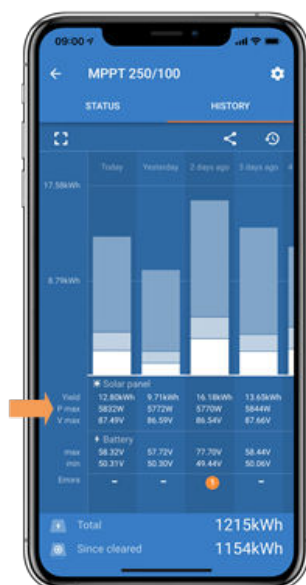 09:00
MPPT 250/100
STATUS HISTORY
Today Yesterday 2 days ago 3 days ago 4
17.58kWh
8.79kWh
Solar panel
Yield 12.80kWh 9.71kWh 16.18kWh 13.65kWh
P max 5832W 5772W 5770W 5844W
V max 87.49V 86.59V 86.54V 87.66V
Battery
max 58.32V 57.72V 77.70V 58.44V
min 50.31V 50.30V 49.44V 50.06V
Errors - - 1 -
Total 1215kWh
Since cleared 1154kWh